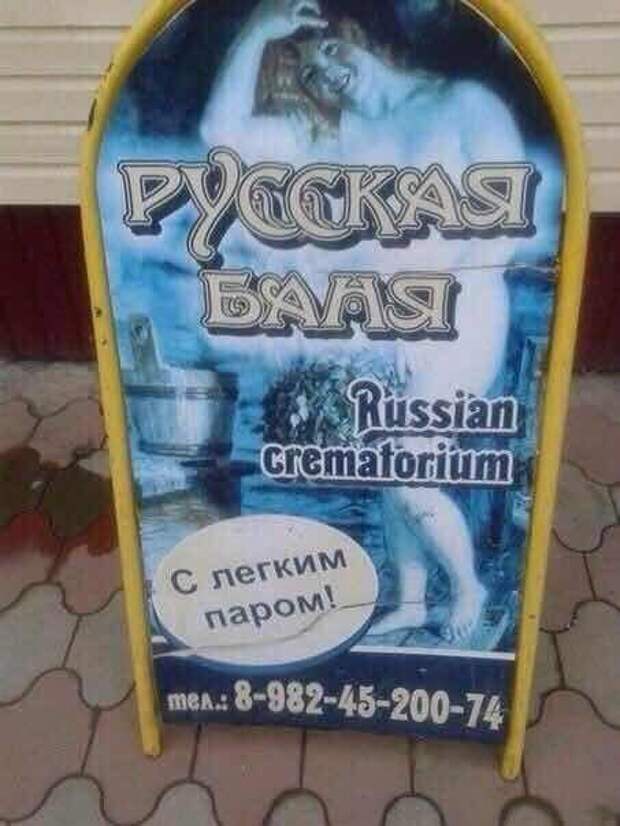 РУССКАЯ
БАНЯ
Russian
crematorium
С легким
паром!
тел.: 8-982-45-200-74